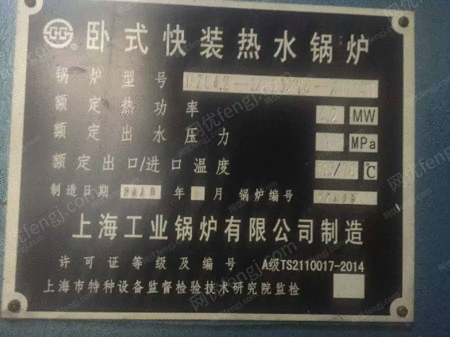 卧式快装热水锅炉
锅炉型号
额定热功率 MW
额定出水压力 MPa
额定出口/进口温度 ℃
制造日期 年 月 锅炉编号
上海工业锅炉有限公司制造
许可证等级及编号 A级TS2110017-2014
上海市特种设备监督检验技术研究院监检